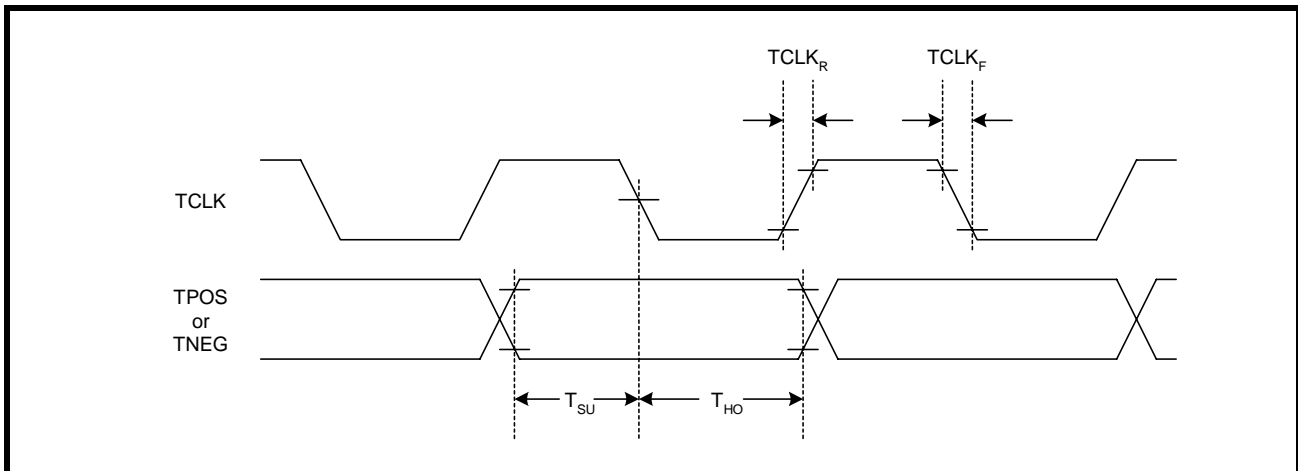 TCLK_R
TCLK_F
TCLK
TPOS
or
TNEG
T_SU
T_HO